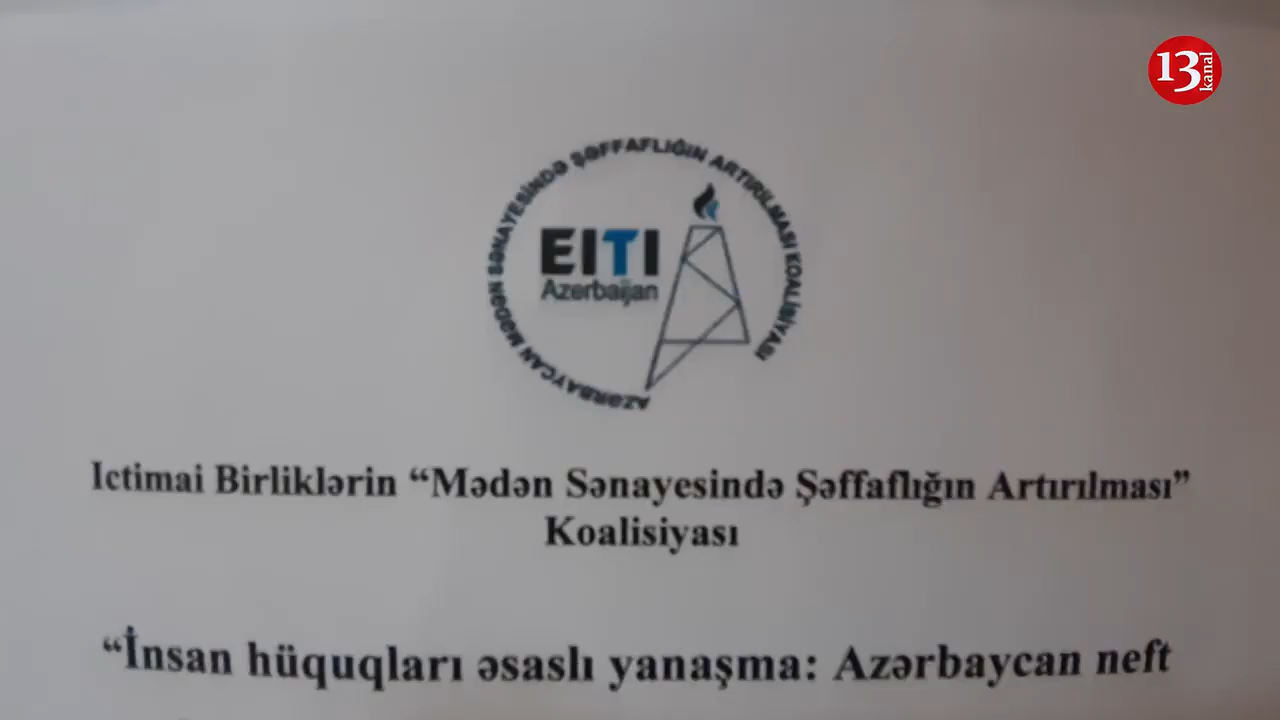 13 kanal
AZƏRBAYCAN MƏDƏN SƏNAYESİNDƏ ŞƏFFAFLIĞIN ARTIRILMASI KOALİSİYASI
EITI
Azerbaijan
Ictimai Birliklərin “Mədən Sənayesində Şəffaflığın Artırılması”
Koalisiyası
“İnsan hüquqları əsaslı yanaşma: Azərbaycan neft